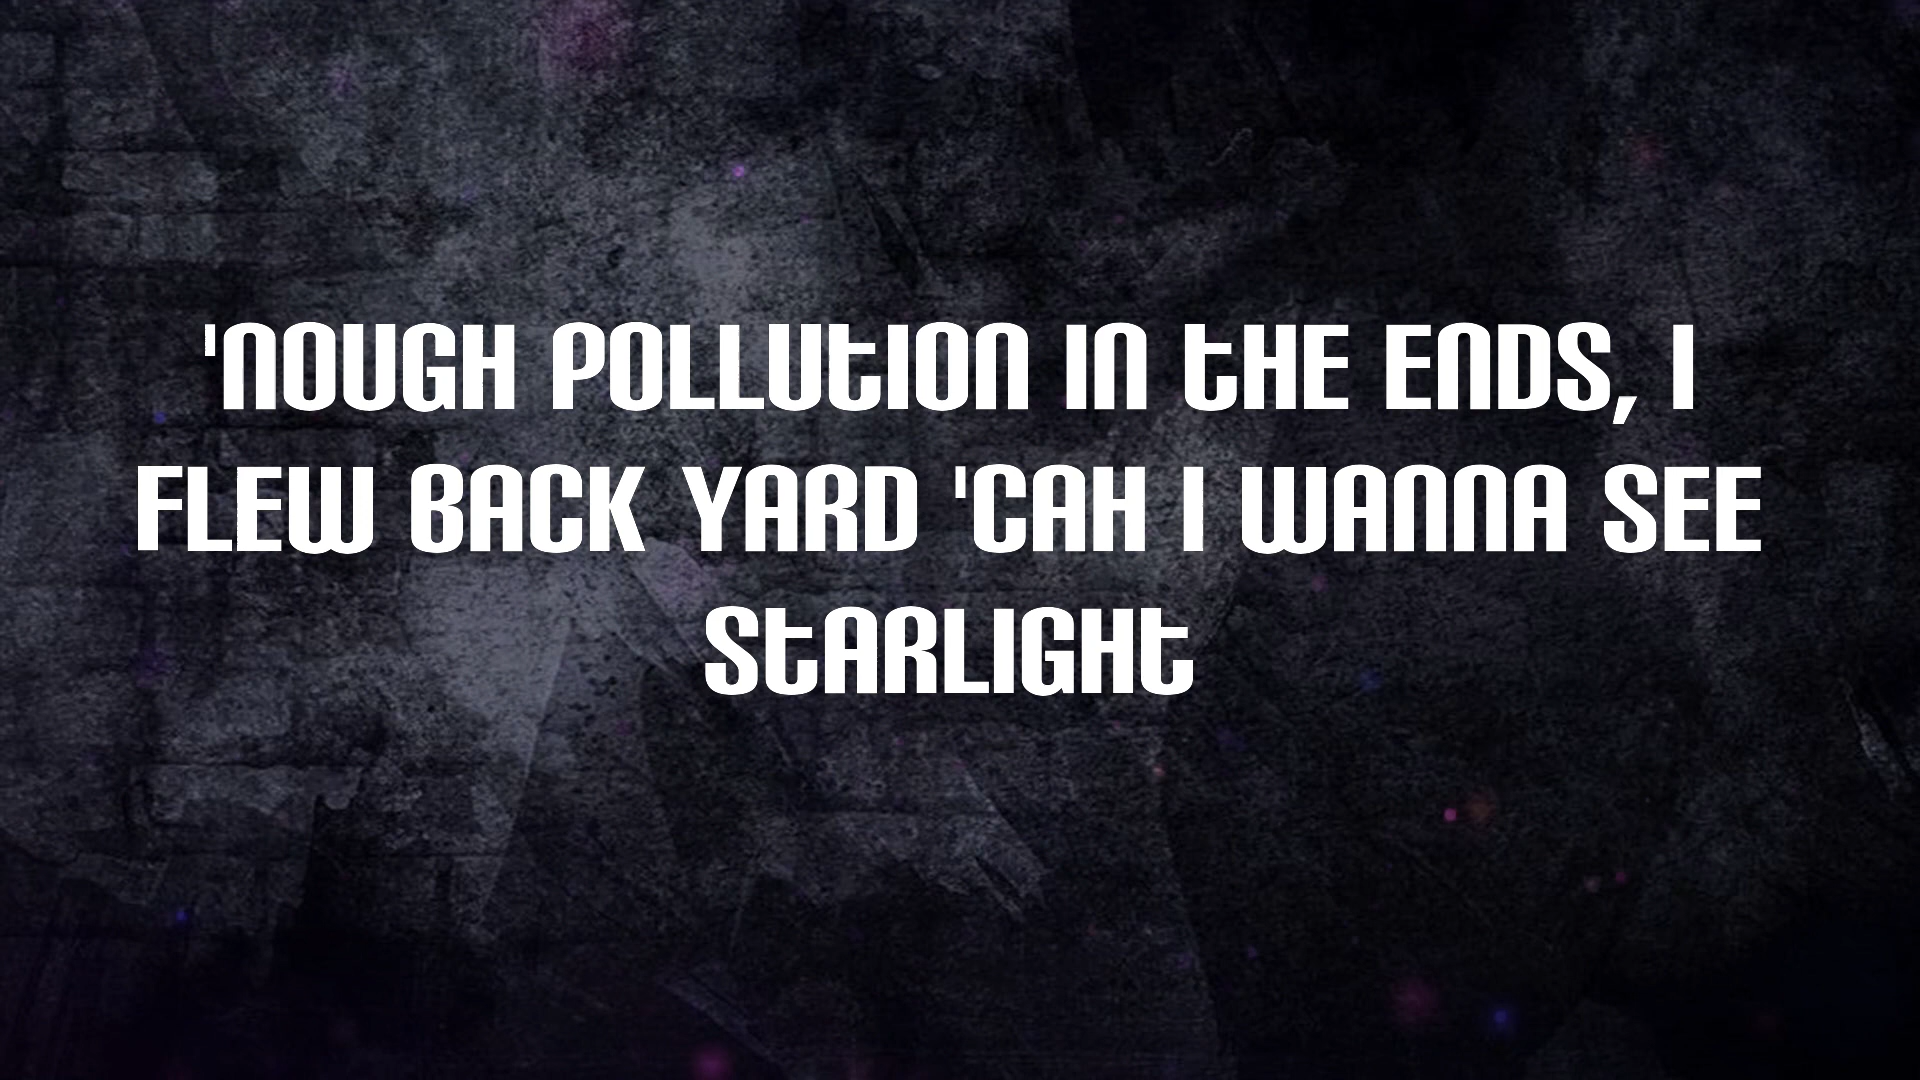 'NOUGH POLLUTION IN THE ENDS, I
FLEW BACK YARD 'CAH I WANNA SEE
STARLIGHT